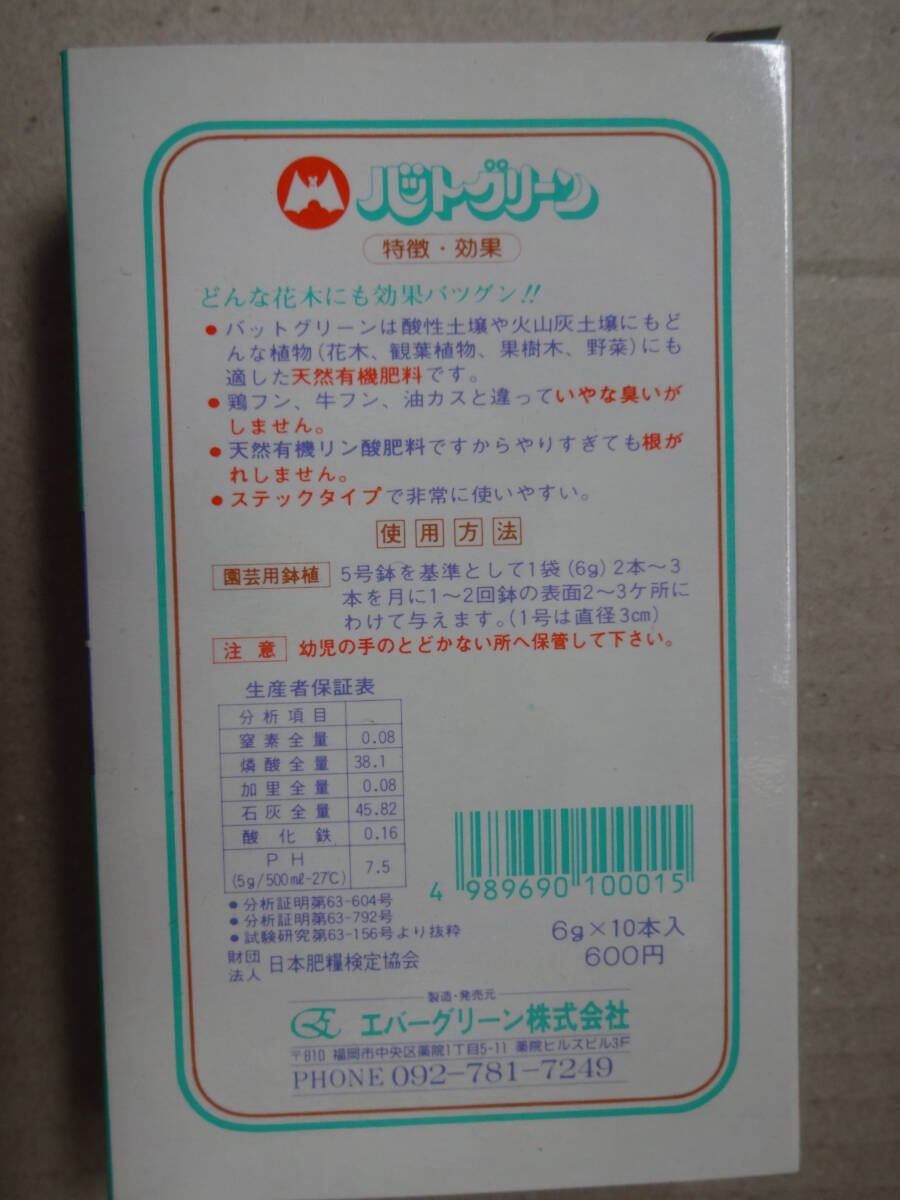 バットグリーン
特徴・効果
どんな花木にも効果バツグン!!
●バットグリーンは酸性土壌や火山灰土壌にもど
んな植物(花木、観葉植物、果樹木、野菜)にも
適した天然有機肥料です。
●鶏フン、牛フン、油カスと違っていやな臭いが
しません。
●天然有機リン酸肥料ですからやりすぎても根が
れしません。
●ステックタイプで非常に使いやすい。
使用方法
園芸用鉢植 5号鉢を基準として1袋(6g)2本〜3
本を月に1〜2回鉢の表面2〜3ケ所に
わけて与えます。(1号は直径3cm)
注意 幼児の手のとどかない所へ保管して下さい。
生産者保証表
分析項目
窒素全量 0.08
燐酸全量 38.1
加里全量 0.08
石灰全量 45.82
酸化鉄 0.16
PH
(5g/500ml-27℃) 7.5
●分析証明第63-604号
●分析証明第63-792号
●試験研究第63-156号より抜粋
財団法人 日本肥糧検定協会
4 989690 100015
6g×10本入
600円
製造・発売元
エバーグリーン株式会社
〒810 福岡市中央区薬院1丁目5-11 薬院ヒルズビル3F
PHONE 092-781-7249